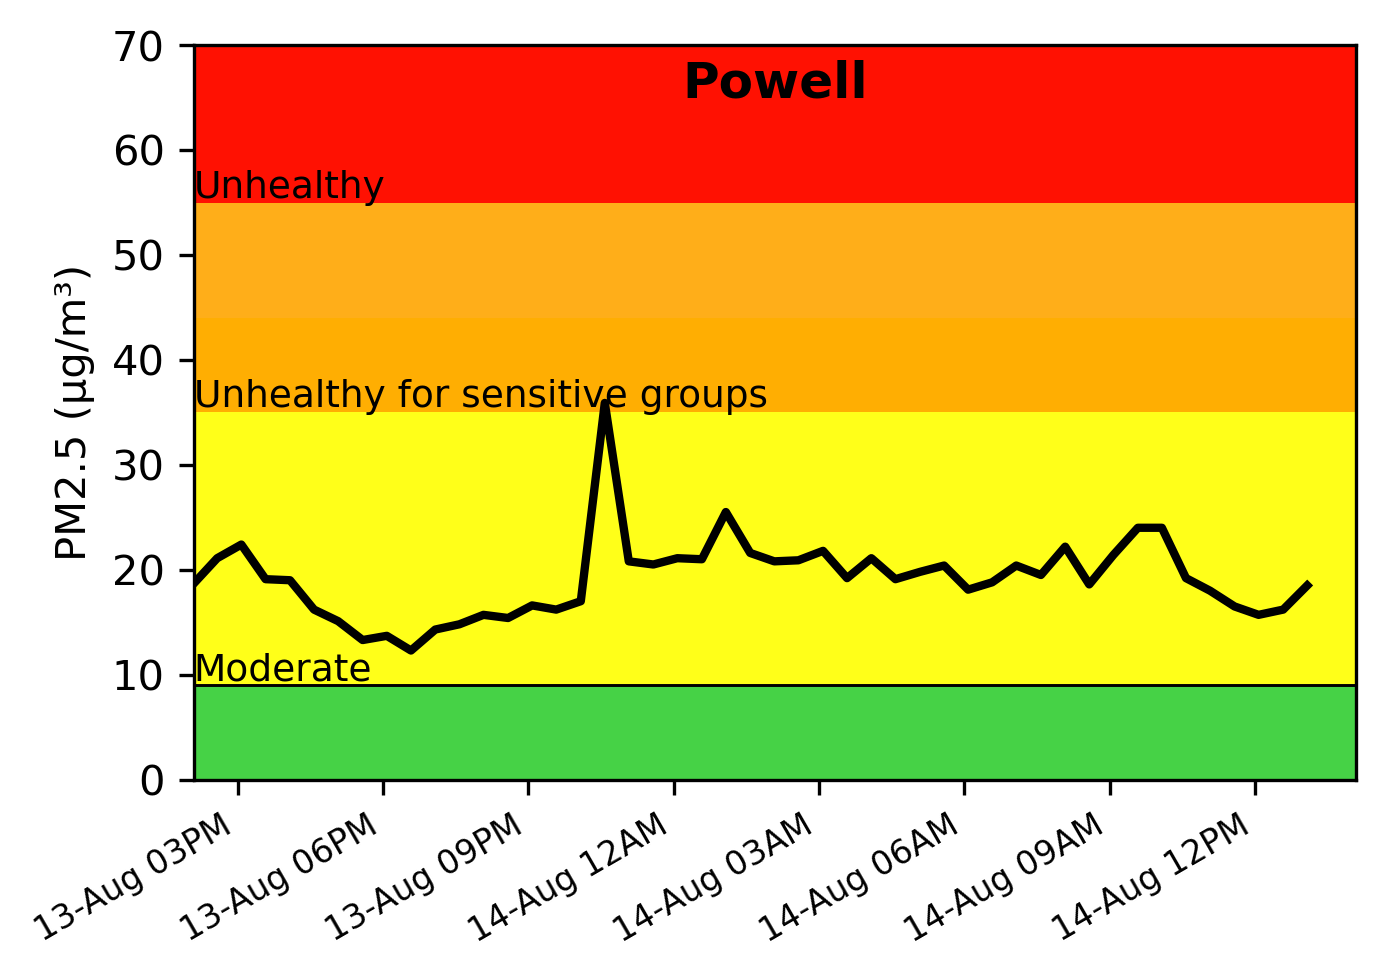 Powell
70
60
50
40
30
20
10
0
PM2.5 (µg/m³)
Unhealthy
Unhealthy for sensitive groups
Moderate
13-Aug 03PM
13-Aug 06PM
13-Aug 09PM
14-Aug 12AM
14-Aug 03AM
14-Aug 06AM
14-Aug 09AM
14-Aug 12PM